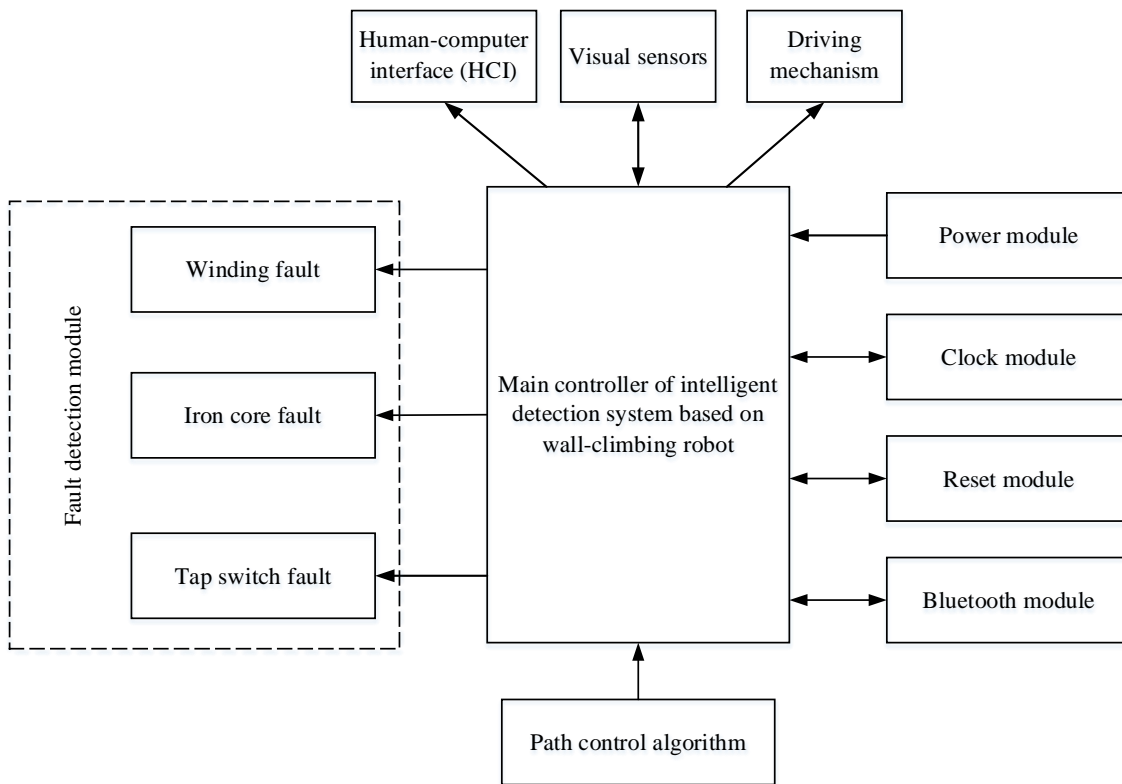 Human-computer
interface (HCI)
Visual sensors
Driving
mechanism
Fault detection module
Winding fault
Iron core fault
Tap switch fault
Main controller of intelligent
detection system based on
wall-climbing robot
Power module
Clock module
Reset module
Bluetooth module
Path control algorithm